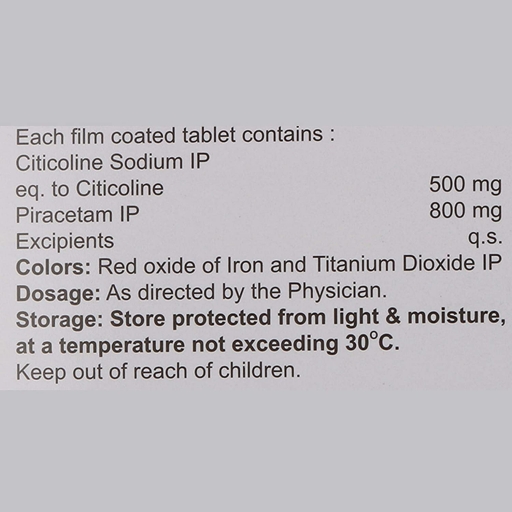 Each film coated tablet contains :
Citicoline Sodium IP
eq. to Citicoline 500 mg
Piracetam IP 800 mg
Excipients q.s.
Colors: Red oxide of Iron and Titanium Dioxide IP
Dosage: As directed by the Physician.
Storage: Store protected from light & moisture,
at a temperature not exceeding 30°C.
Keep out of reach of children.